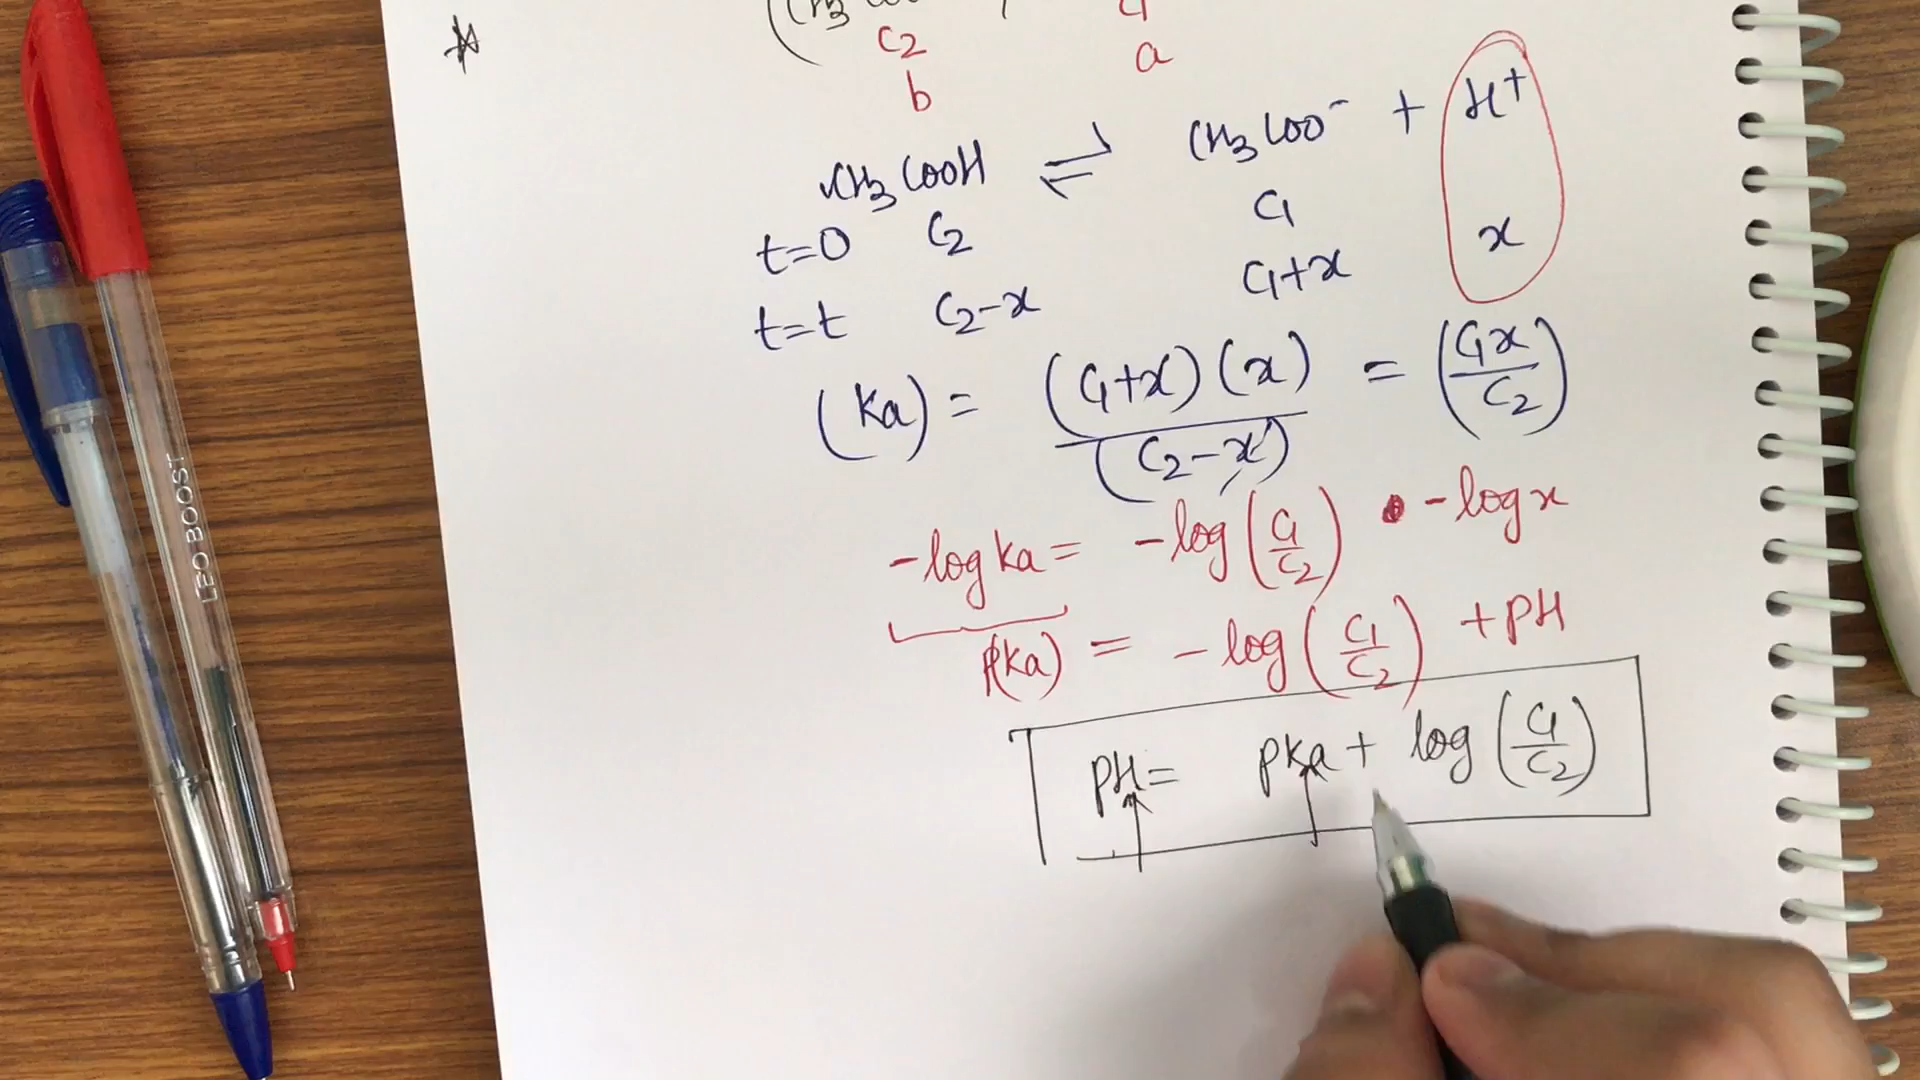 C2
a
b
CH3COOH ⇌ CH3COO⁻ + H⁺
t=0 C2 C1
t=t C2-x C1+x x
(Ka) = (C1+x)(x)/(C2-x) = (C1x/C2)
-log ka = -log (C1/C2) -log x
P(Ka) = -log (C1/C2) + PH
PH = Pka + log (C1/C2)
LEO BOOST